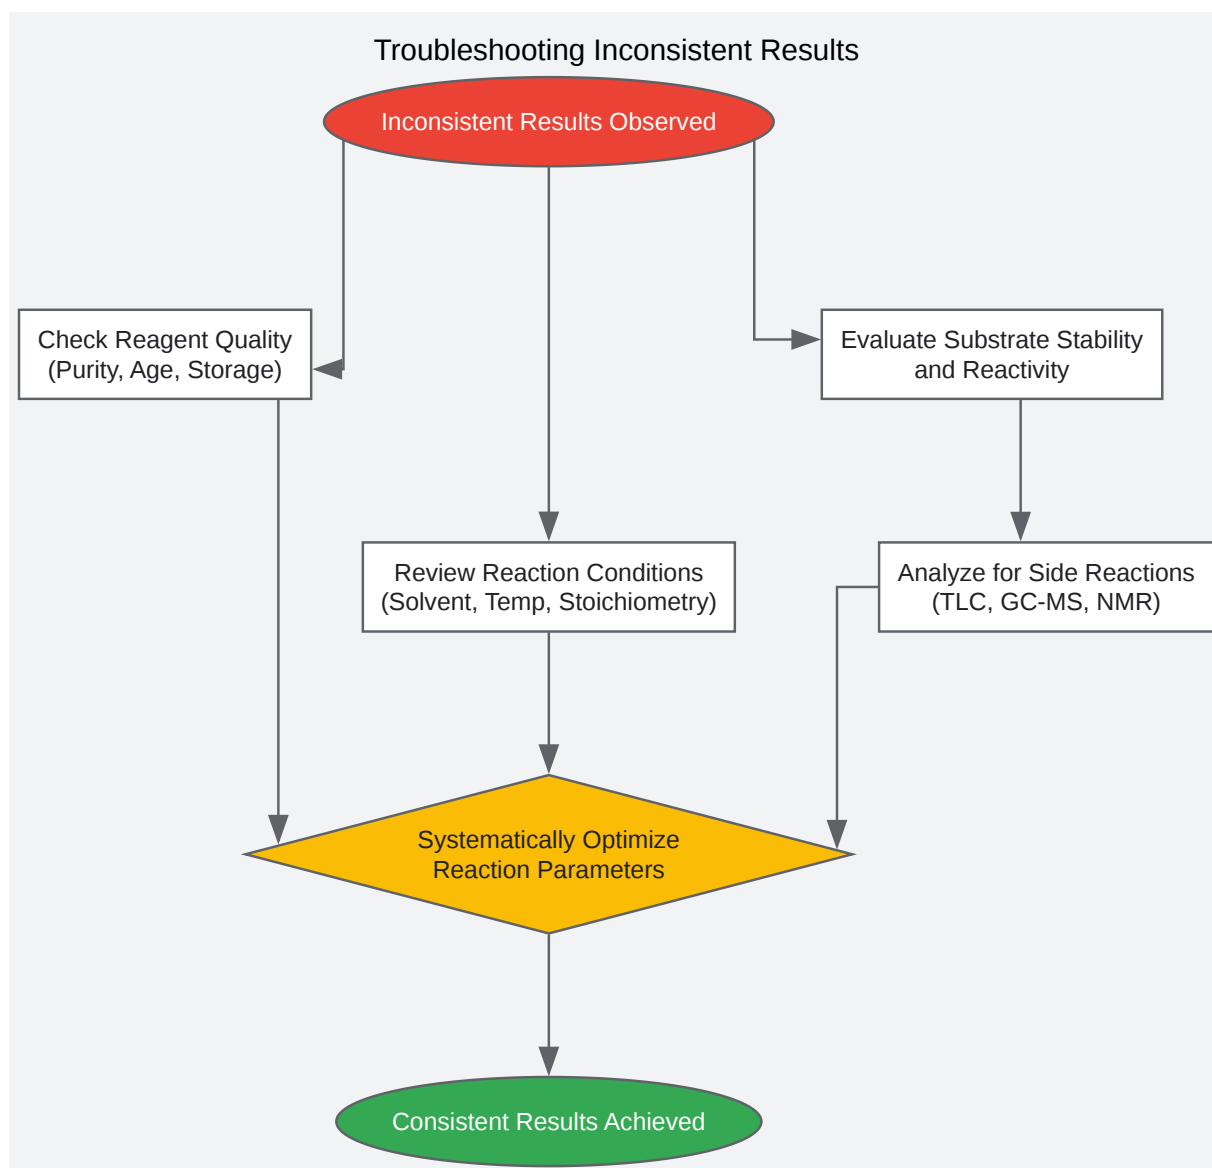 Troubleshooting Inconsistent Results
Inconsistent Results Observed
Check Reagent Quality
(Purity, Age, Storage)
Evaluate Substrate Stability
and Reactivity
Review Reaction Conditions
(Solvent, Temp, Stoichiometry)
Analyze for Side Reactions
(TLC, GC-MS, NMR)
Systematically Optimize
Reaction Parameters
Consistent Results Achieved